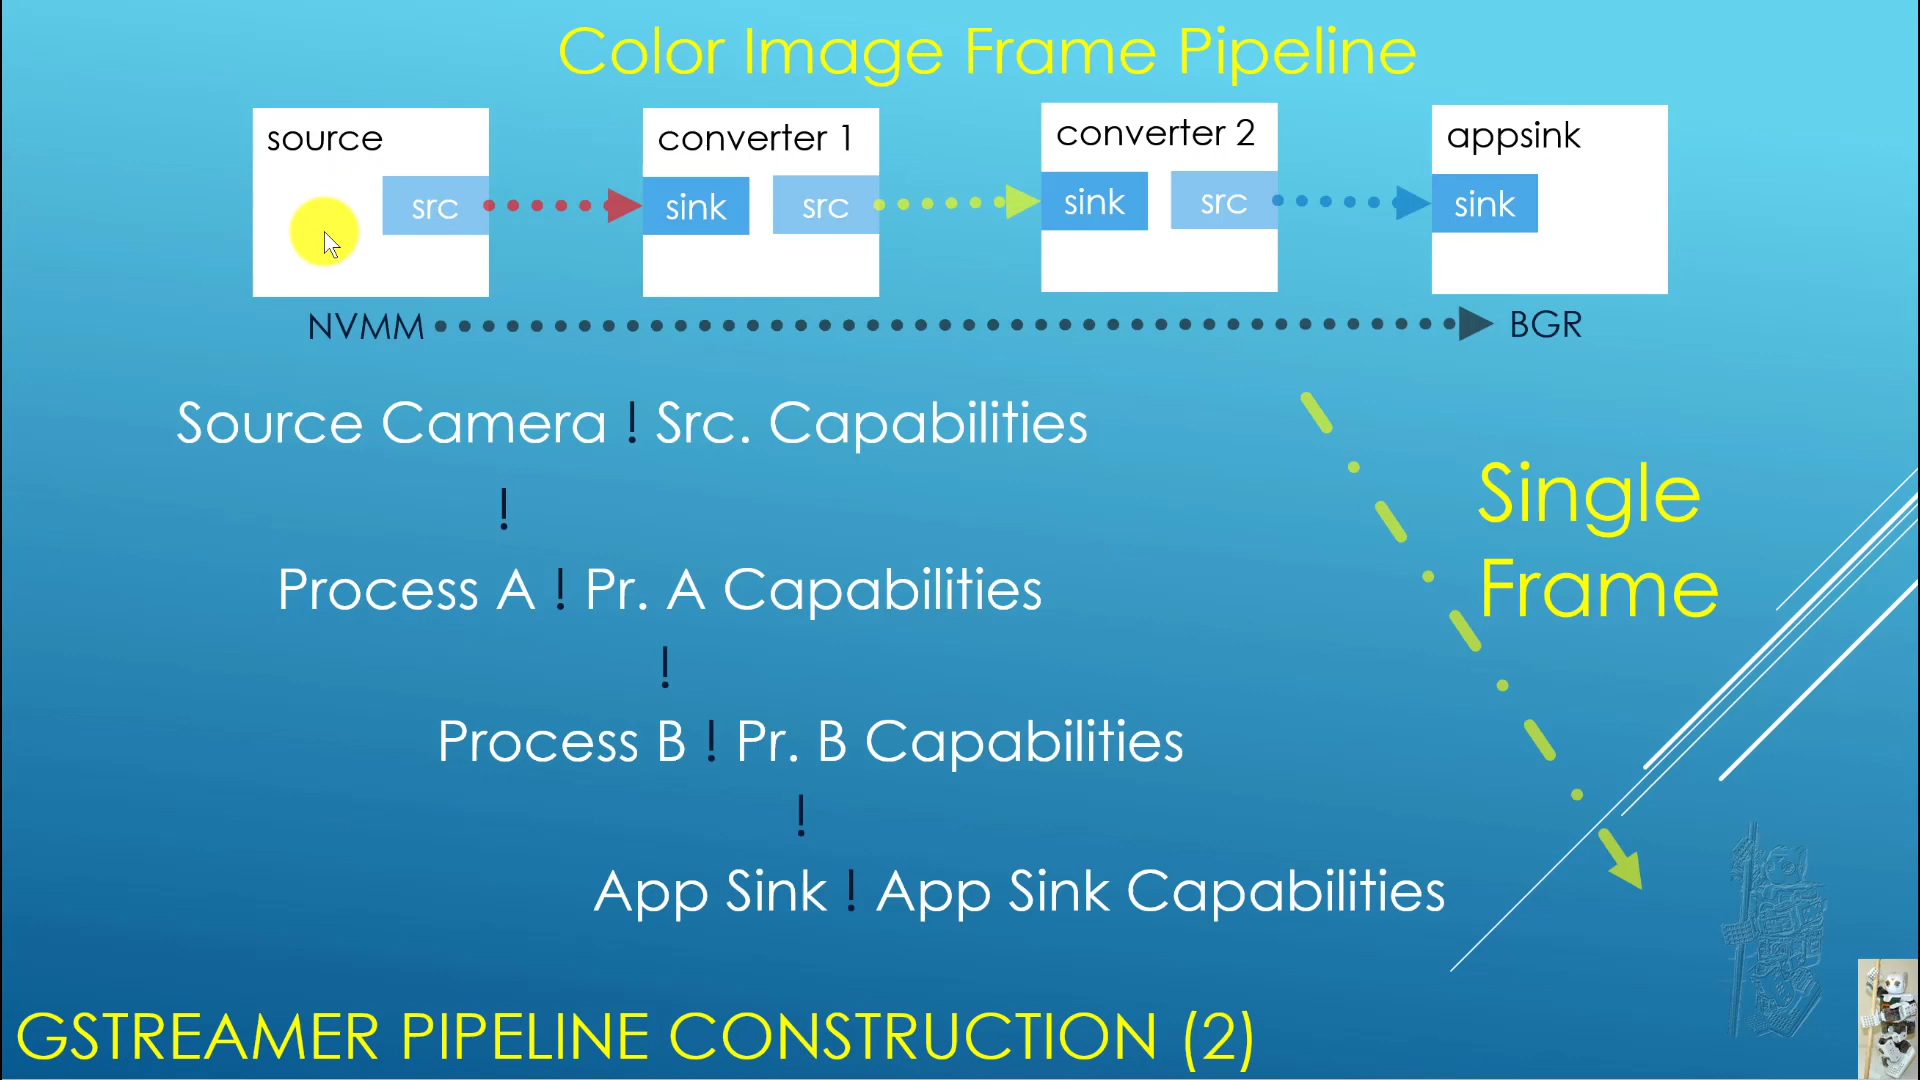 Color Image Frame Pipeline
source
converter 1
converter 2
appsink
src
sink
src
sink
src
sink
NVMM
BGR
Source Camera ! Src. Capabilities
!
Process A ! Pr. A Capabilities
!
Process B ! Pr. B Capabilities
!
App Sink ! App Sink Capabilities
Single
Frame
GSTREAMER PIPELINE CONSTRUCTION (2)